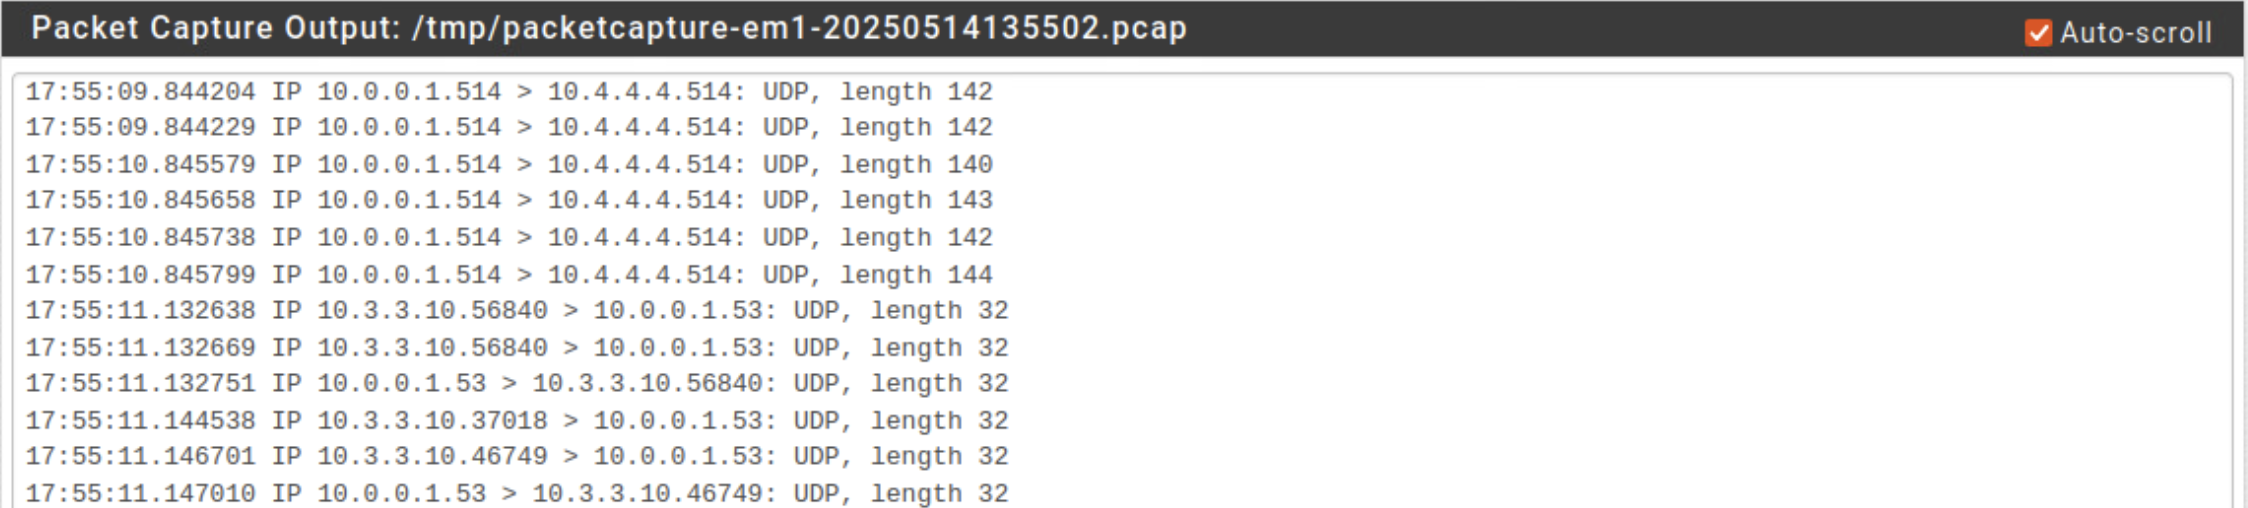 Packet Capture Output: /tmp/packetcapture-em1-20250514135502.pcap
Auto-scroll
17:55:09.844204 IP 10.0.0.1.514 > 10.4.4.4.514: UDP, length 142
17:55:09.844229 IP 10.0.0.1.514 > 10.4.4.4.514: UDP, length 142
17:55:10.845579 IP 10.0.0.1.514 > 10.4.4.4.514: UDP, length 140
17:55:10.845658 IP 10.0.0.1.514 > 10.4.4.4.514: UDP, length 143
17:55:10.845738 IP 10.0.0.1.514 > 10.4.4.4.514: UDP, length 142
17:55:10.845799 IP 10.0.0.1.514 > 10.4.4.4.514: UDP, length 144
17:55:11.132638 IP 10.3.3.10.56840 > 10.0.0.1.53: UDP, length 32
17:55:11.132669 IP 10.3.3.10.56840 > 10.0.0.1.53: UDP, length 32
17:55:11.132751 IP 10.0.0.1.53 > 10.3.3.10.56840: UDP, length 32
17:55:11.144538 IP 10.3.3.10.37018 > 10.0.0.1.53: UDP, length 32
17:55:11.146701 IP 10.3.3.10.46749 > 10.0.0.1.53: UDP, length 32
17:55:11.147010 IP 10.0.0.1.53 > 10.3.3.10.46749: UDP, length 32